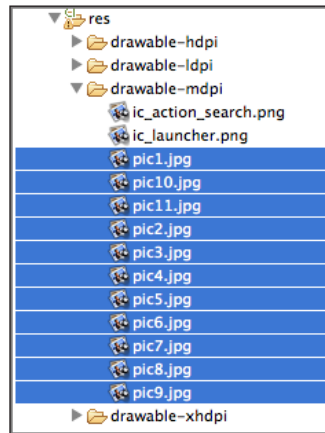 res
drawable-hdpi
drawable-ldpi
drawable-mdpi
ic_action_search.png
ic_launcher.png
pic1.jpg
pic10.jpg
pic11.jpg
pic2.jpg
pic3.jpg
pic4.jpg
pic5.jpg
pic6.jpg
pic7.jpg
pic8.jpg
pic9.jpg
drawable-xhdpi